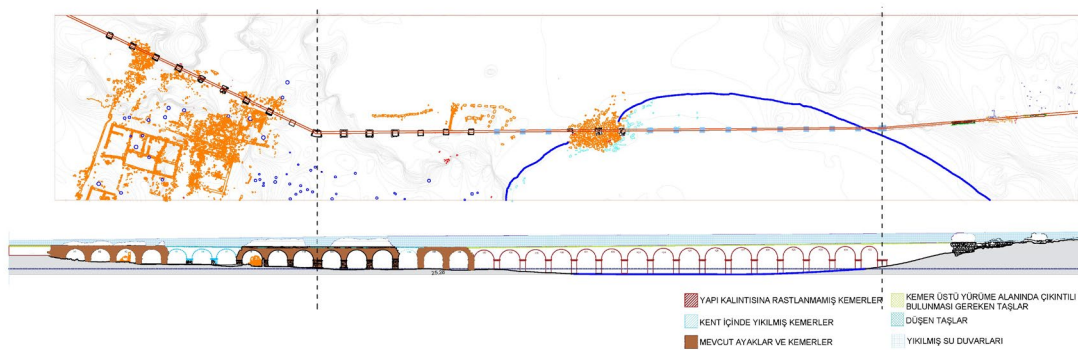 25.28
YAPI KALINTISINA RASTLANMAMIŞ KEMERLER
KENT İÇİNDE YIKILMIŞ KEMERLER
MEVCUT AYAKLAR VE KEMERLER
KEMER ÜSTÜ YÜRÜME ALANINDA ÇIKINTILI
BULUNMASI GEREKEN TAŞLAR
DÜŞEN TAŞLAR
YIKILMIŞ SU DUVARLARI